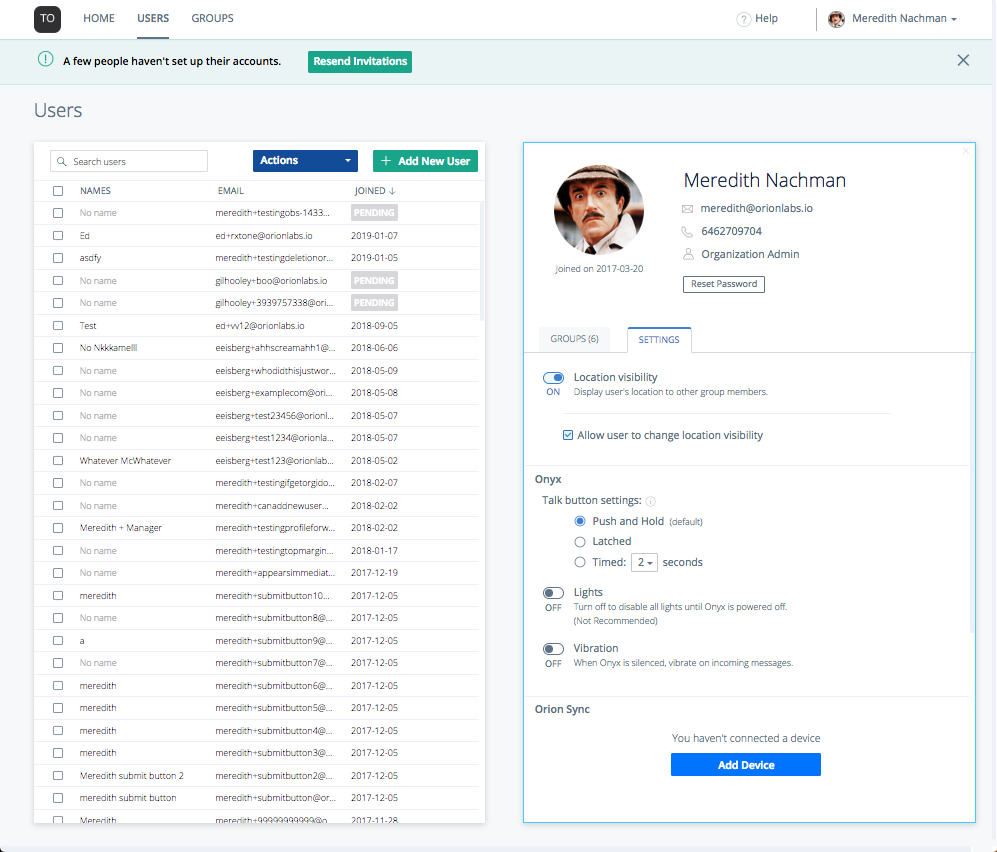 TO HOME USERS GROUPS ? Help Meredith Nachman
A few people haven't set up their accounts. Resend Invitations
Users
Search users Actions + Add New User
NAMES EMAIL JOINED ↓
No name meredith+testingobs-1433... PENDING
Ed ed+rxtone@orionlabs.io 2019-01-07
asdfy meredith+testingdeletionor... 2019-01-05
No name gilhooley+boo@orionlabs.io PENDING
No name gilhooley+3939757338@ori... PENDING
Test ed+vv12@orionlabs.io 2018-09-05
No Nkkkamelll eeisberg+ahhscreamahh1@... 2018-06-06
No name eeisberg+whodidthisjustwor... 2018-05-09
No name eeisberg+examplecom@ori... 2018-05-08
No name eeisberg+test23456@orionl... 2018-05-07
No name eeisberg+test1234@orionla... 2018-05-07
Whatever McWhatever eeisberg+test123@orionlab... 2018-05-02
No name meredith+testingifgetorgido... 2018-02-07
No name meredith+canaddnewuser... 2018-02-02
Meredith + Manager meredith+testingprofileforw... 2018-02-02
No name meredith+testingtopmargin... 2018-01-17
No name meredith+appearsimmediat... 2017-12-19
meredith meredith+submitbutton10... 2017-12-05
No name meredith+submitbutton8@... 2017-12-05
a meredith+submitbutton9@... 2017-12-05
No name meredith+submitbutton7@... 2017-12-05
meredith meredith+submitbutton6@... 2017-12-05
meredith meredith+submitbutton5@... 2017-12-05
meredith meredith+submitbutton4@... 2017-12-05
meredith meredith+submitbutton3@... 2017-12-05
Meredith submit button 2 meredith+submitbutton2@... 2017-12-05
meredith submit button meredith+submitbutton@or... 2017-12-05
Meredith meredith+99999999999@o... 2017-11-28
Meredith Nachman
meredith@orionlabs.io
6462709704
Organization Admin
Joined on 2017-03-20
Reset Password
GROUPS (6) SETTINGS
Location visibility
ON Display user's location to other group members.
Allow user to change location visibility
Onyx
Talk button settings:
Push and Hold (default)
Latched
Timed: 2 seconds
Lights
OFF Turn off to disable all lights until Onyx is powered off.
(Not Recommended)
Vibration
OFF When Onyx is silenced, vibrate on incoming messages.
Orion Sync
You haven't connected a device
Add Device